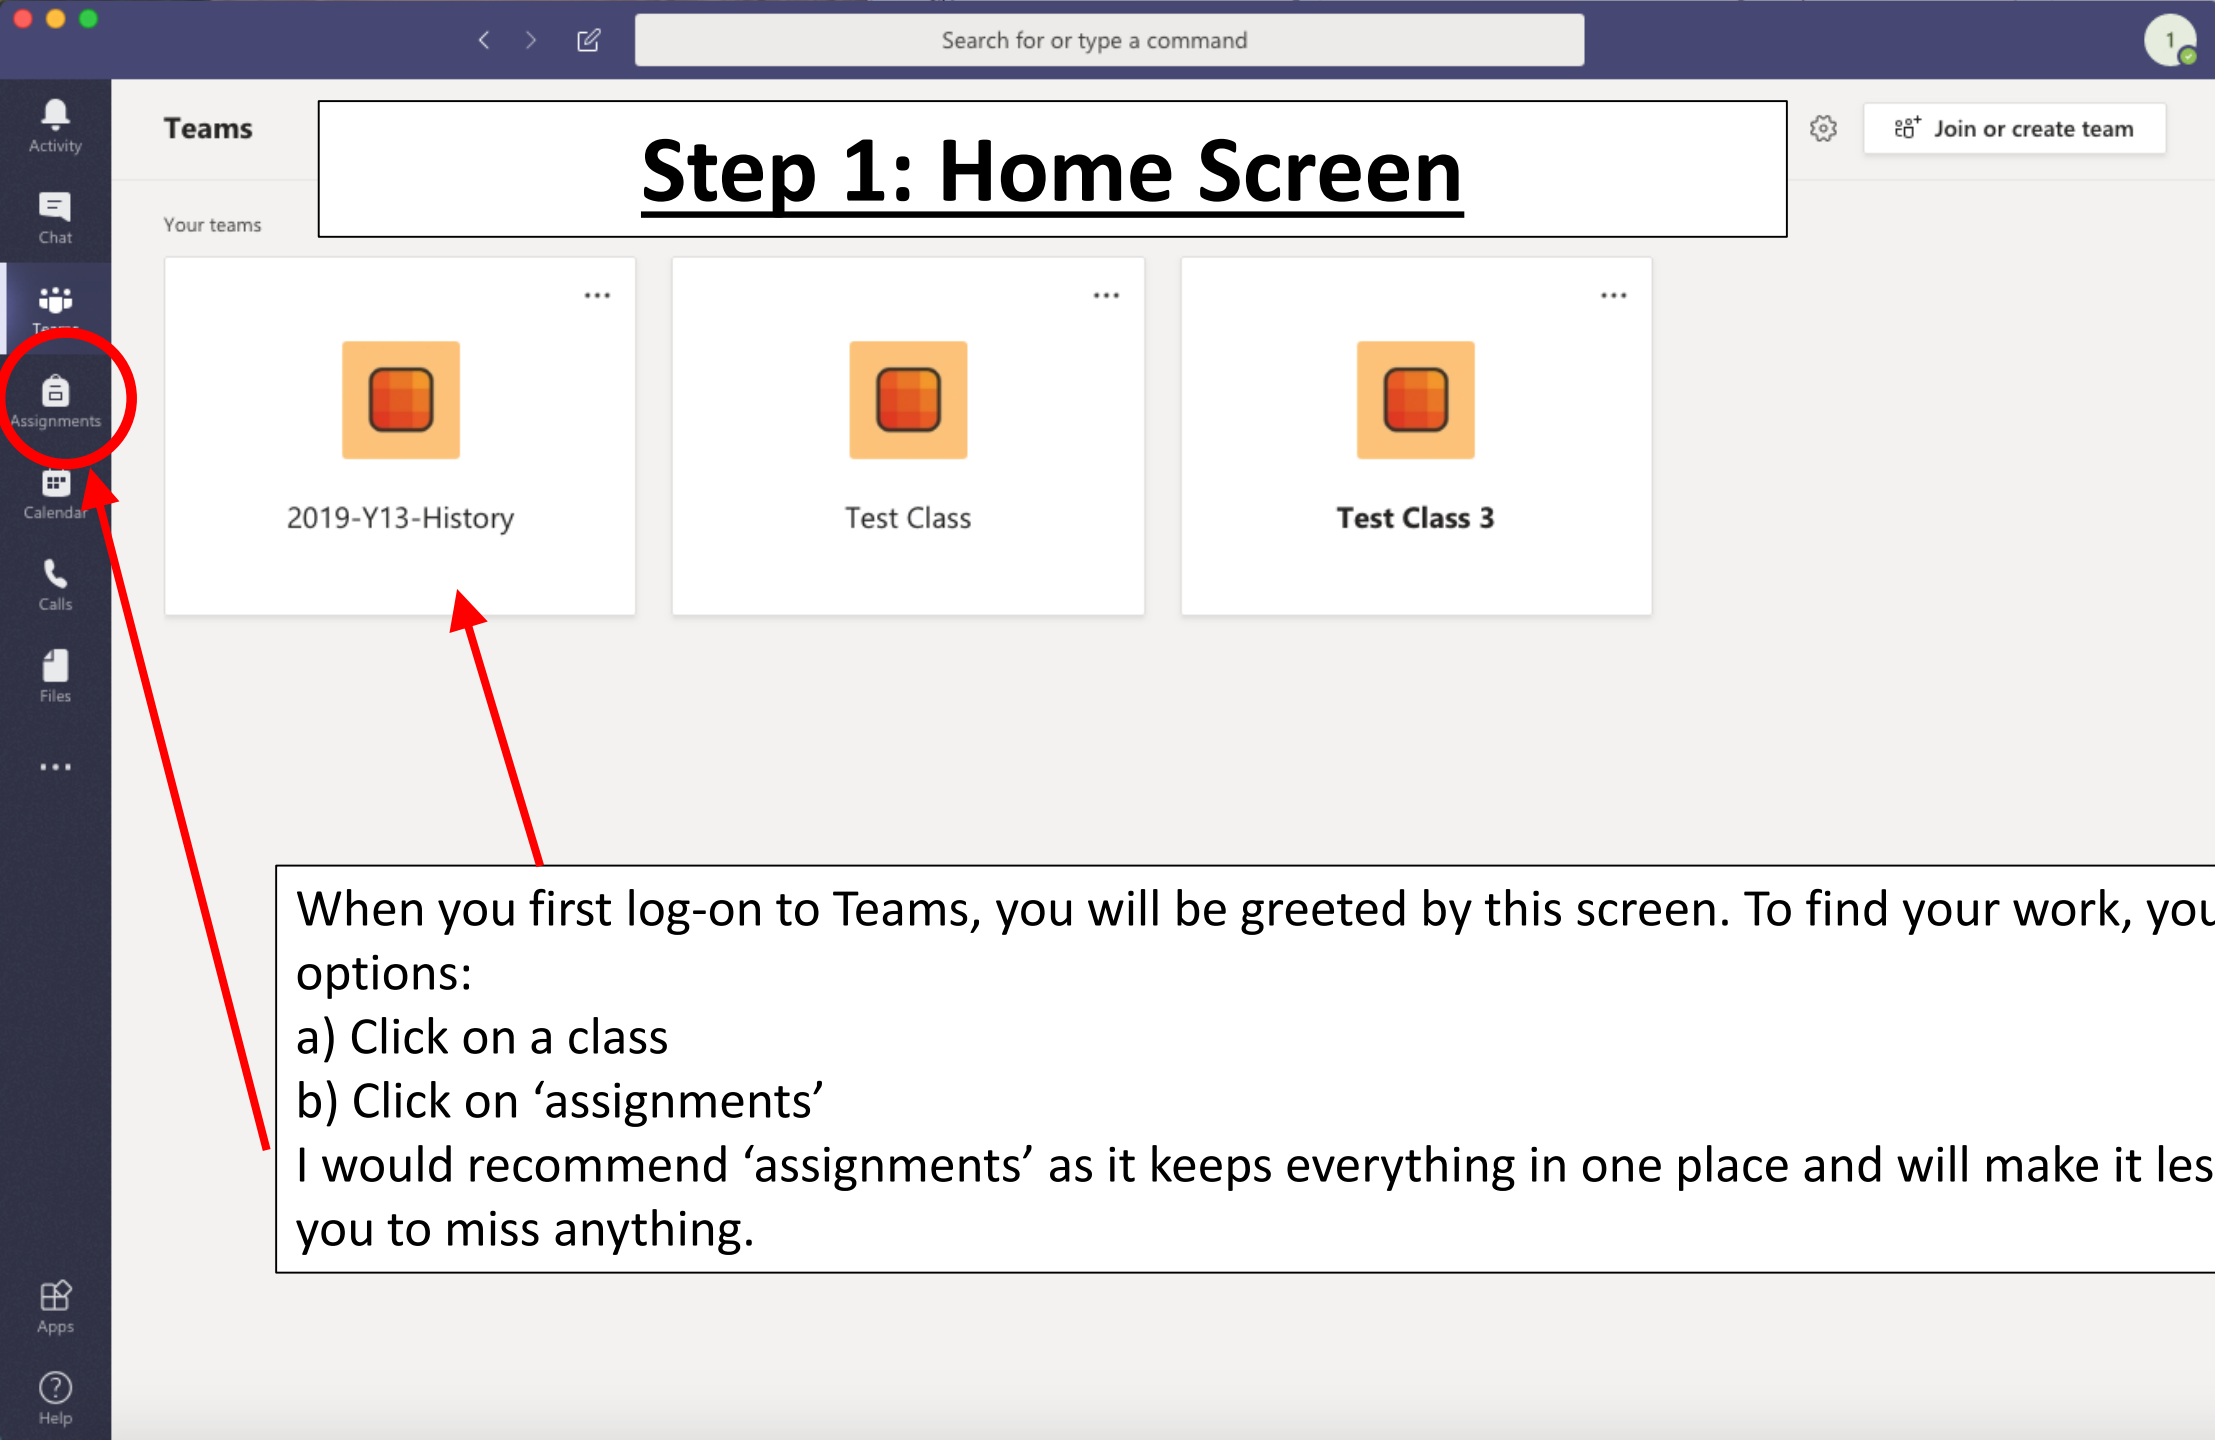 Search for or type a command
1
Activity
Chat
Teams
Assignments
Calendar
Calls
Files
Apps
Help
Teams
Step 1: Home Screen
Join or create team
Your teams
2019-Y13-History
Test Class
Test Class 3
When you first log-on to Teams, you will be greeted by this screen. To find your work, you
options:
a) Click on a class
b) Click on ‘assignments’
I would recommend ‘assignments’ as it keeps everything in one place and will make it les
you to miss anything.